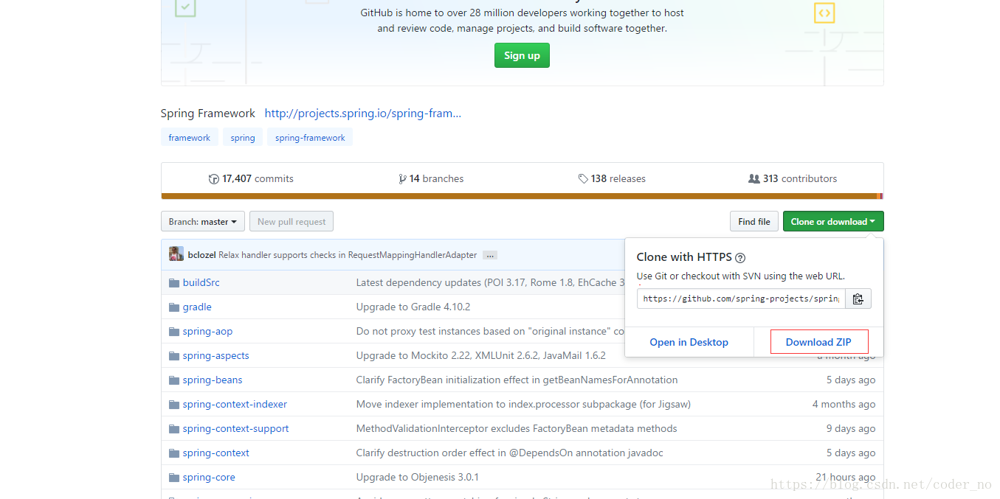 GitHub is home to over 28 million developers working together to host
and review code, manage projects, and build software together.
Sign up
Spring Framework http://projects.spring.io/spring-fram...
framework spring spring-framework
17,407 commits 14 branches 138 releases 313 contributors
Branch: master New pull request Find file Clone or download
bclozel Relax handler supports checks in RequestMappingHandlerAdapter ...
Clone with HTTPS
Use Git or checkout with SVN using the web URL.
https://github.com/spring-projects/spring
Open in Desktop Download ZIP
buildSrc Latest dependency updates (POI 3.17, Rome 1.8, EhCache 3
gradle Upgrade to Gradle 4.10.2
spring-aop Do not proxy test instances based on "original instance" co
spring-aspects Upgrade to Mockito 2.22, XMLUnit 2.6.2, JavaMail 1.6.2 a month ago
spring-beans Clarify FactoryBean initialization effect in getBeanNamesForAnnotation 5 days ago
spring-context-indexer Move indexer implementation to index.processor subpackage (for Jigsaw) 4 months ago
spring-context-support MethodValidationInterceptor excludes FactoryBean metadata methods 9 days ago
spring-context Clarify destruction order effect in @DependsOn annotation javadoc 5 days ago
spring-core Upgrade to Objenesis 3.0.1 21 hours ago
https://blog.csdn.net/coder_no